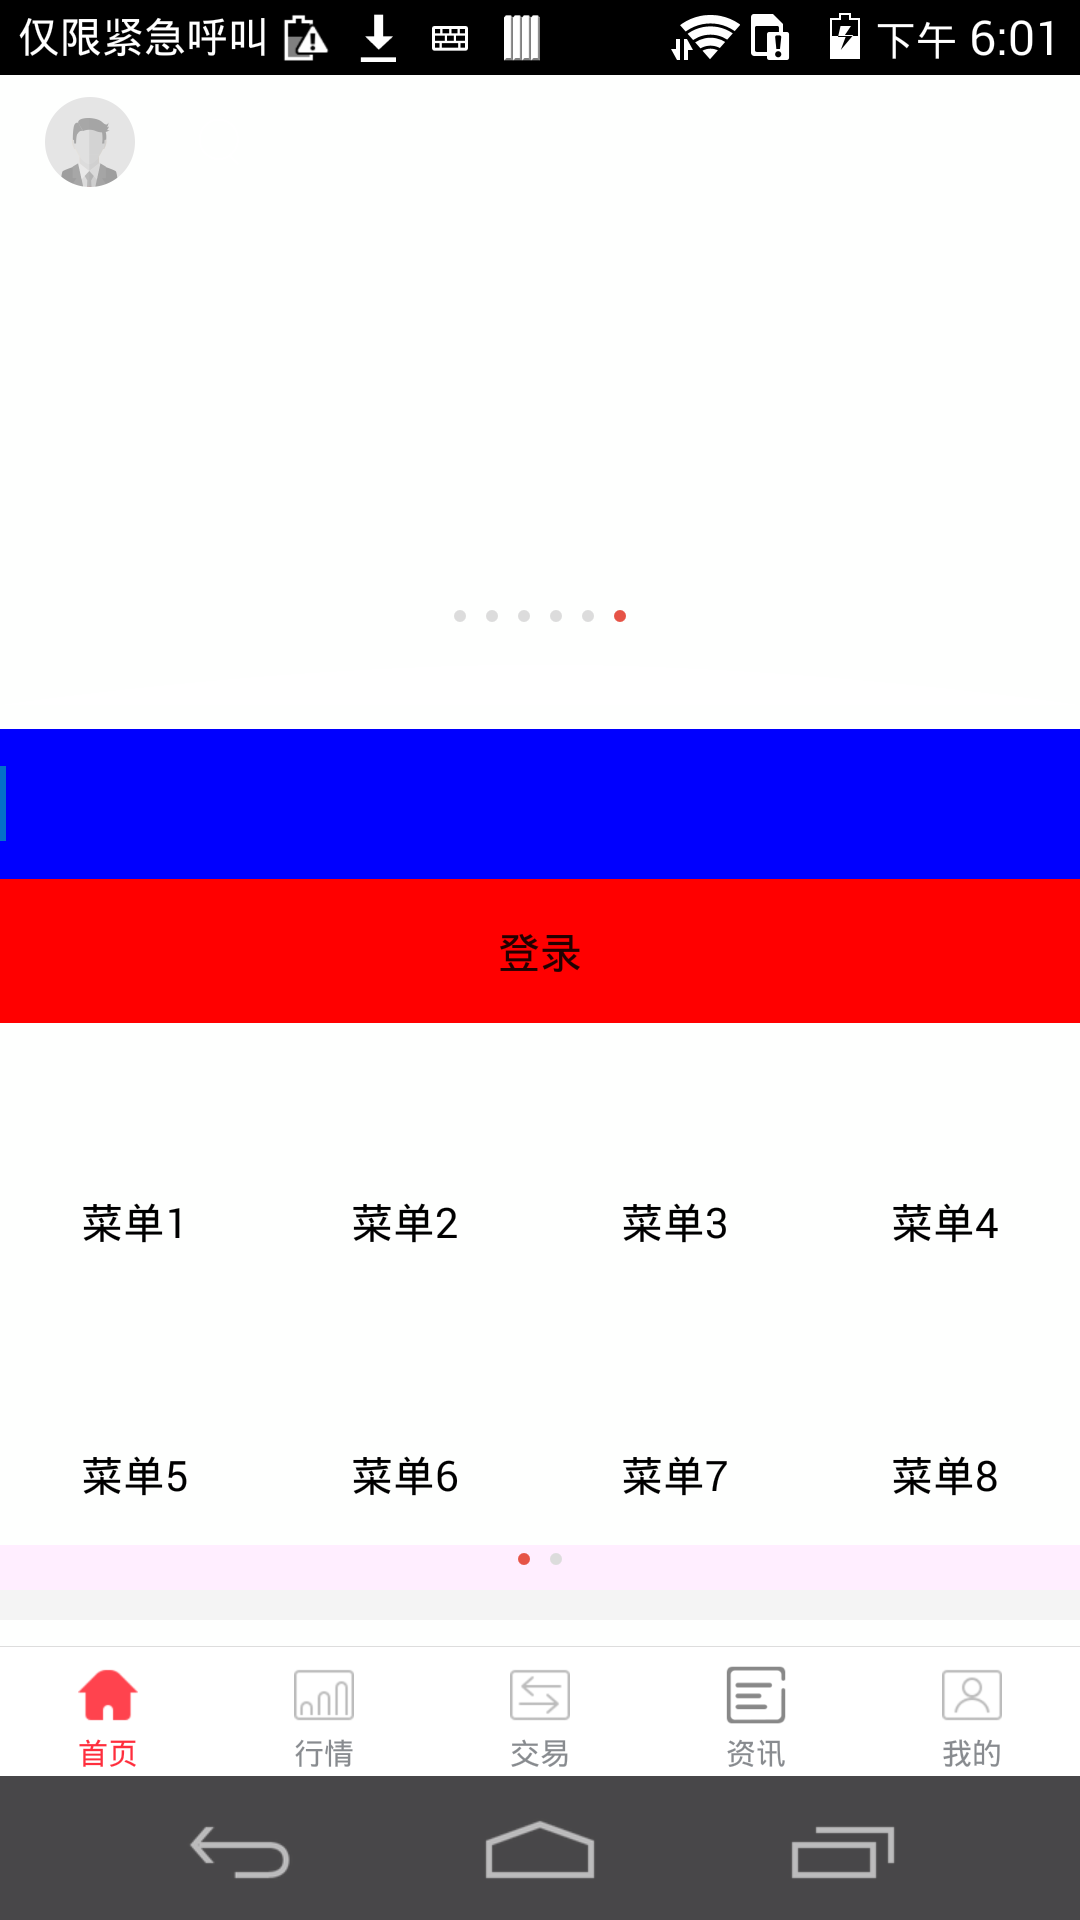 仅限紧急呼叫 下午 6:01
登录
菜单1 菜单2 菜单3 菜单4
菜单5 菜单6 菜单7 菜单8
首页 行情 交易 资讯 我的